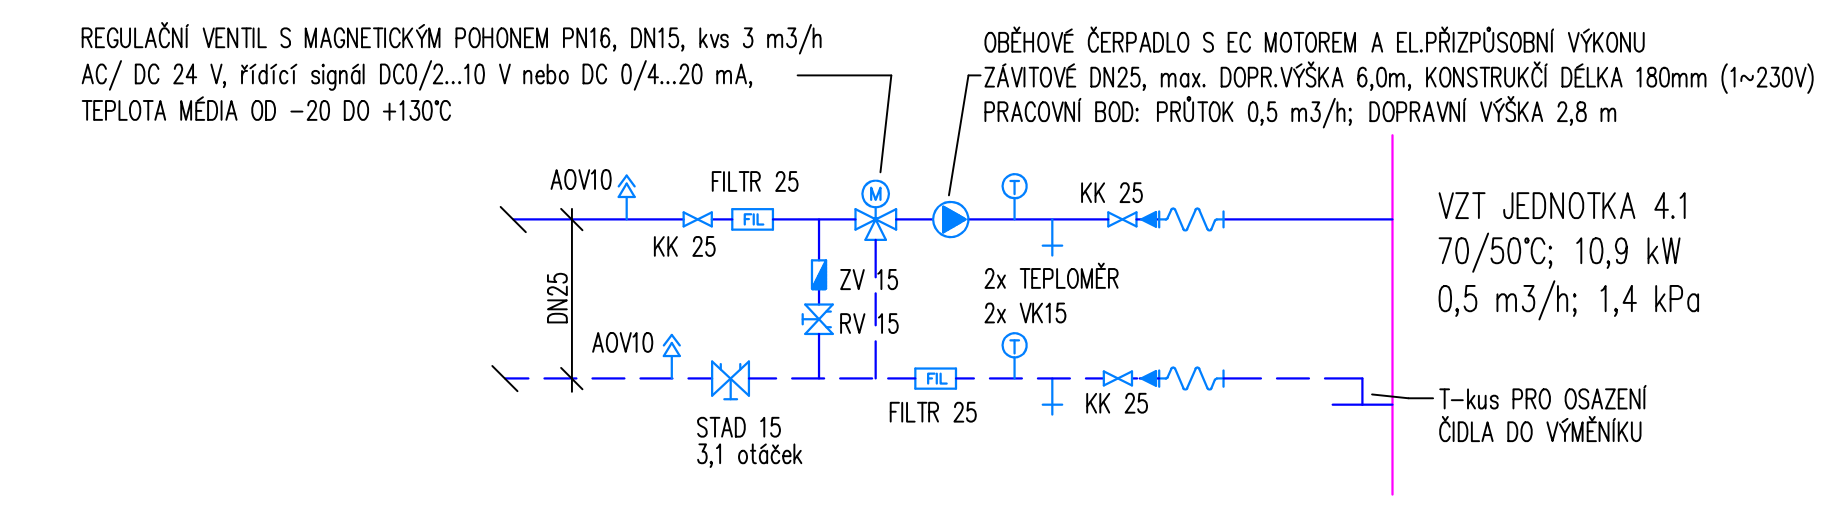 REGULAČNÍ VENTIL S MAGNETICKÝM POHONEM PN16, DN15, kvs 3 m3/h
AC/ DC 24 V, řídící signál DC0/2...10 V nebo DC 0/4...20 mA,
TEPLOTA MÉDIA OD -20 DO +130°C
OBĚHOVÉ ČERPADLO S EC MOTOREM A EL.PŘIZPŮSOBNÍ VÝKONU
ZÁVITOVÉ DN25, max. DOPR.VÝŠKA 6,0m, KONSTRUKČÍ DÉLKA 180mm (1~230V)
PRACOVNÍ BOD: PRŮTOK 0,5 m3/h; DOPRAVNÍ VÝŠKA 2,8 m
AOV10
FILTR 25
M
T
KK 25
FIL
KK 25
VZT JEDNOTKA 4.1
70/50°C; 10,9 kW
0,5 m3/h; 1,4 kPa
DN25
ZV 15
RV 15
2x TEPLOMĚR
2x VK15
AOV10
T
FIL
FILTR 25
KK 25
STAD 15
3,1 otáček
T-kus PRO OSAZENÍ
ČIDLA DO VÝMĚNÍKU